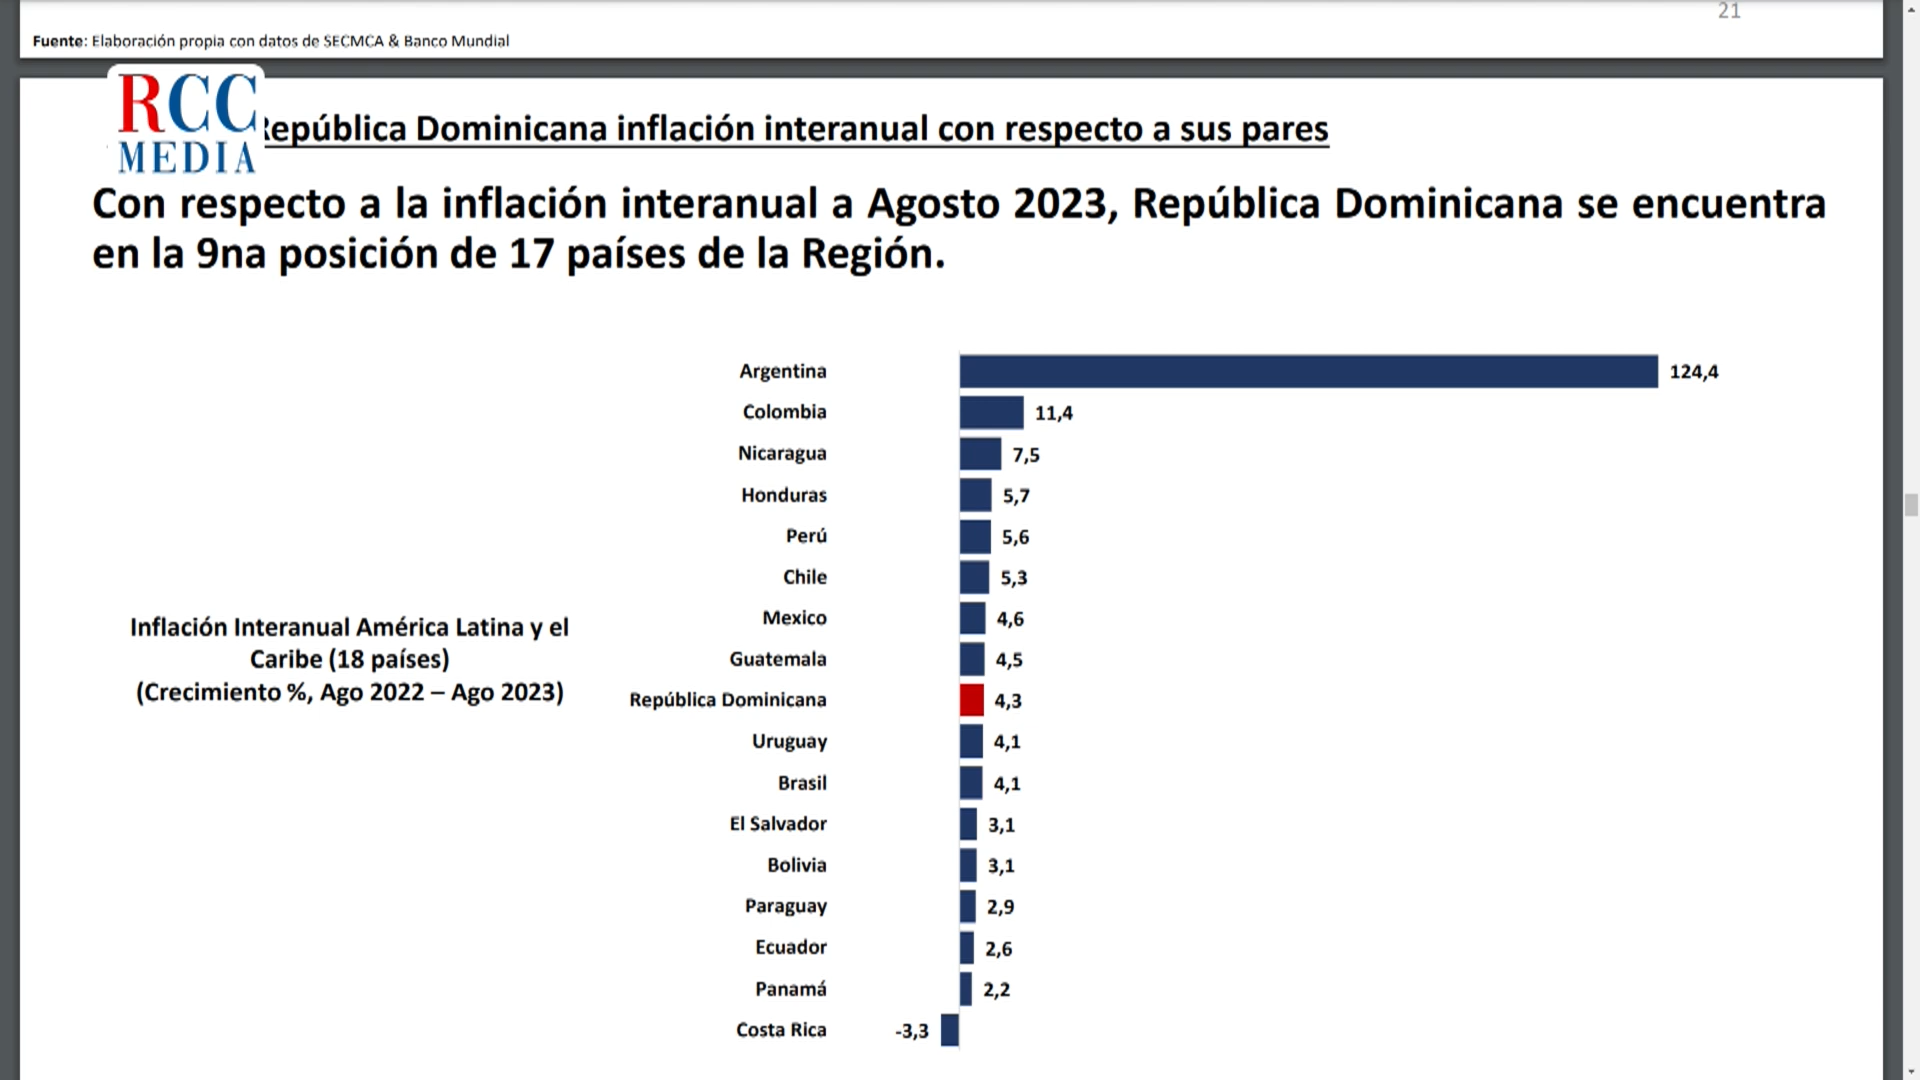 21
Fuente: Elaboración propia con datos de SECMCA & Banco Mundial
RCC
MEDIA
República Dominicana inflación interanual con respecto a sus pares
Con respecto a la inflación interanual a Agosto 2023, República Dominicana se encuentra
en la 9na posición de 17 países de la Región.
Inflación Interanual América Latina y el
Caribe (18 países)
(Crecimiento %, Ago 2022 – Ago 2023)
Argentina 124,4
Colombia 11,4
Nicaragua 7,5
Honduras 5,7
Perú 5,6
Chile 5,3
Mexico 4,6
Guatemala 4,5
República Dominicana 4,3
Uruguay 4,1
Brasil 4,1
El Salvador 3,1
Bolivia 3,1
Paraguay 2,9
Ecuador 2,6
Panamá 2,2
Costa Rica -3,3